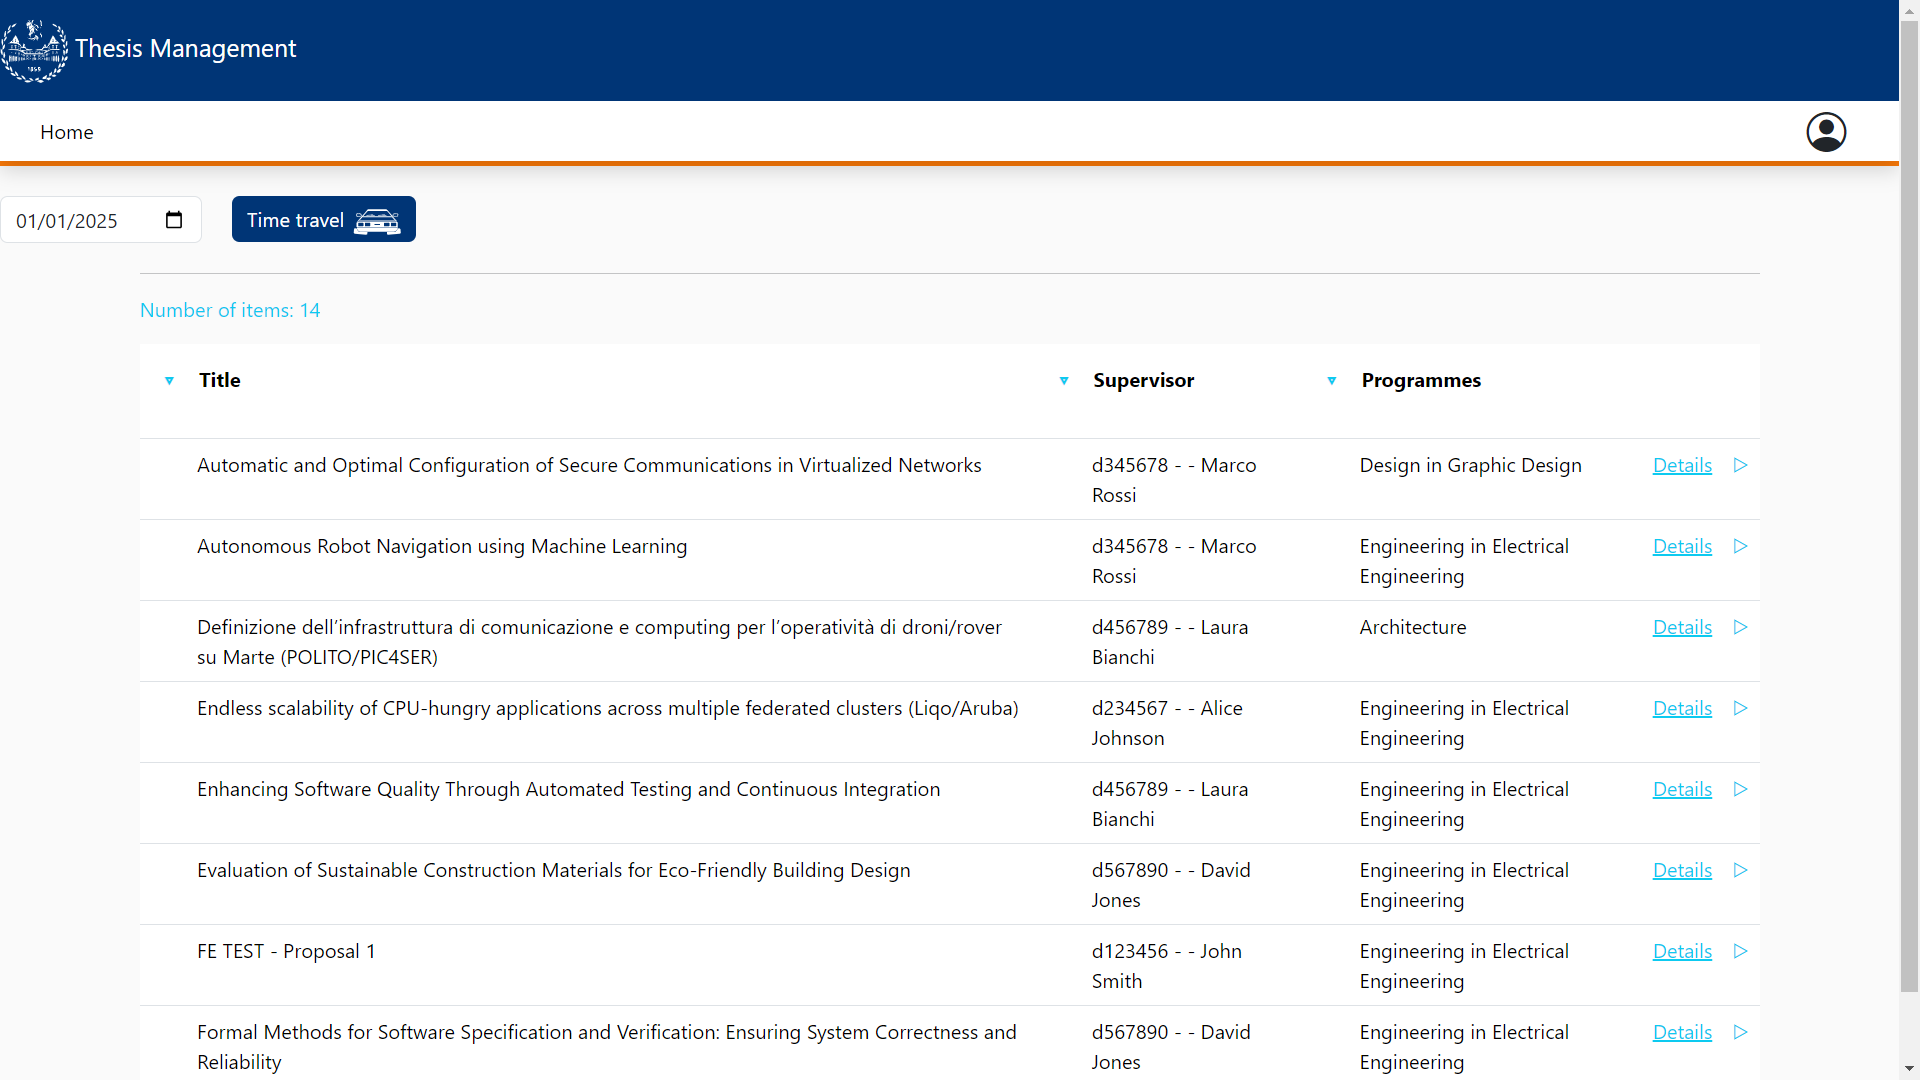 1859
Thesis Management
Home
01/01/2025
Time travel
Number of items: 14
Title
Supervisor
Programmes
Automatic and Optimal Configuration of Secure Communications in Virtualized Networks
d345678 - - Marco
Rossi
Design in Graphic Design
Details
Autonomous Robot Navigation using Machine Learning
d345678 - - Marco
Rossi
Engineering in Electrical
Engineering
Details
Definizione dell’infrastruttura di comunicazione e computing per l’operatività di droni/rover
su Marte (POLITO/PIC4SER)
d456789 - - Laura
Bianchi
Architecture
Details
Endless scalability of CPU-hungry applications across multiple federated clusters (Liqo/Aruba)
d234567 - - Alice
Johnson
Engineering in Electrical
Engineering
Details
Enhancing Software Quality Through Automated Testing and Continuous Integration
d456789 - - Laura
Bianchi
Engineering in Electrical
Engineering
Details
Evaluation of Sustainable Construction Materials for Eco-Friendly Building Design
d567890 - - David
Jones
Engineering in Electrical
Engineering
Details
FE TEST - Proposal 1
d123456 - - John
Smith
Engineering in Electrical
Engineering
Details
Formal Methods for Software Specification and Verification: Ensuring System Correctness and
Reliability
d567890 - - David
Jones
Engineering in Electrical
Engineering
Details